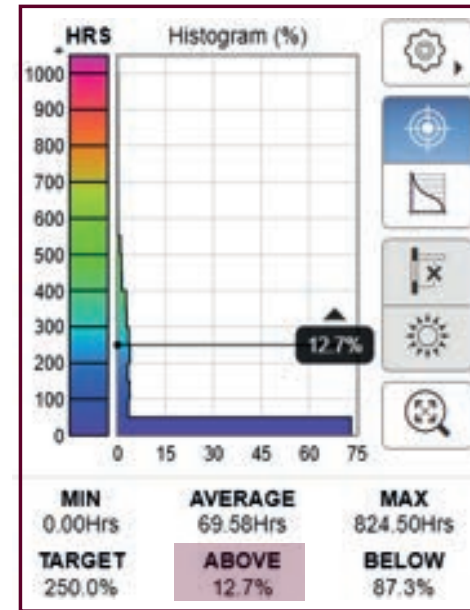 HRS Histogram (%)
1000
900
800
700
600
500
400
300
200
100
0
12.7%
0 15 30 45 60 75
MIN AVERAGE MAX
0.00Hrs 69.58Hrs 824.50Hrs
TARGET ABOVE BELOW
250.0% 12.7% 87.3%